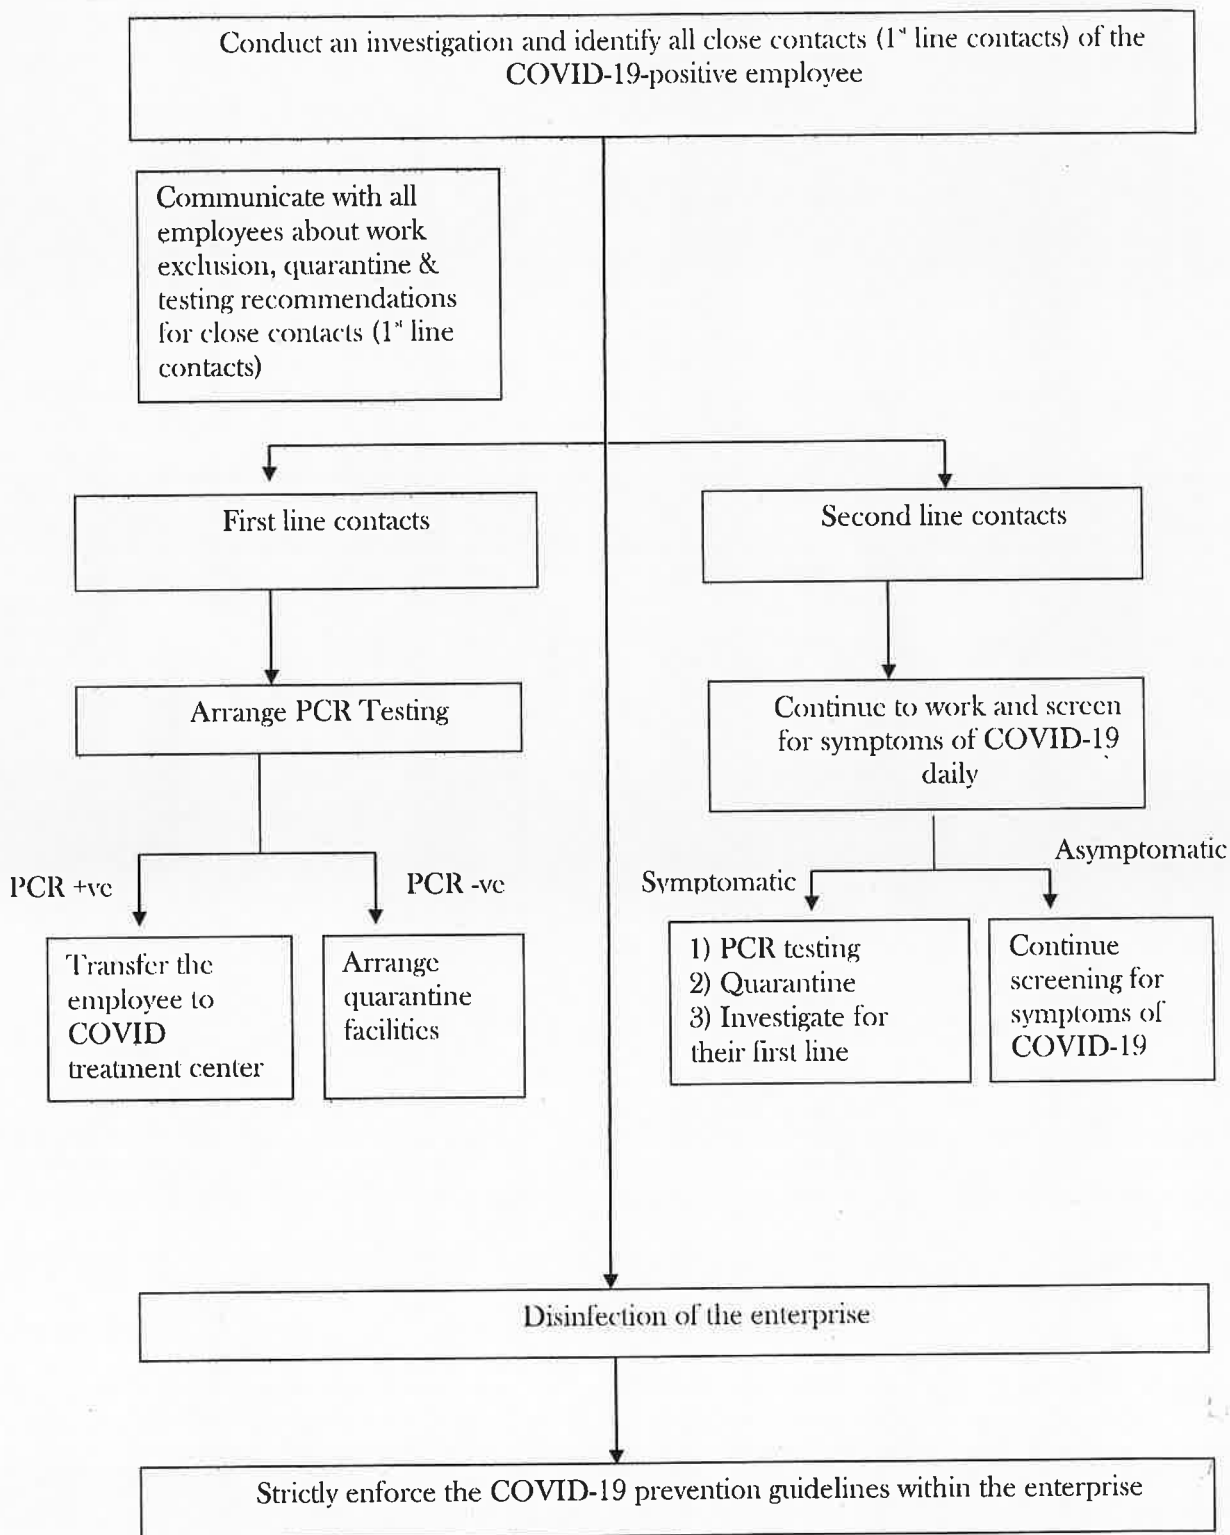 Conduct an investigation and identify all close contacts (1st line contacts) of the
COVID-19-positive employee
Communicate with all
employees about work
exclusion, quarantine &
testing recommendations
for close contacts (1st line
contacts)
First line contacts
Second line contacts
Arrange PCR Testing
Continue to work and screen
for symptoms of COVID-19
daily
PCR +ve
PCR -ve
Symptomatic
Asymptomatic
Transfer the
employee to
COVID
treatment center
Arrange
quarantine
facilities
1) PCR testing
2) Quarantine
3) Investigate for
their first line
Continue
screening for
symptoms of
COVID-19
Disinfection of the enterprise
Strictly enforce the COVID-19 prevention guidelines within the enterprise